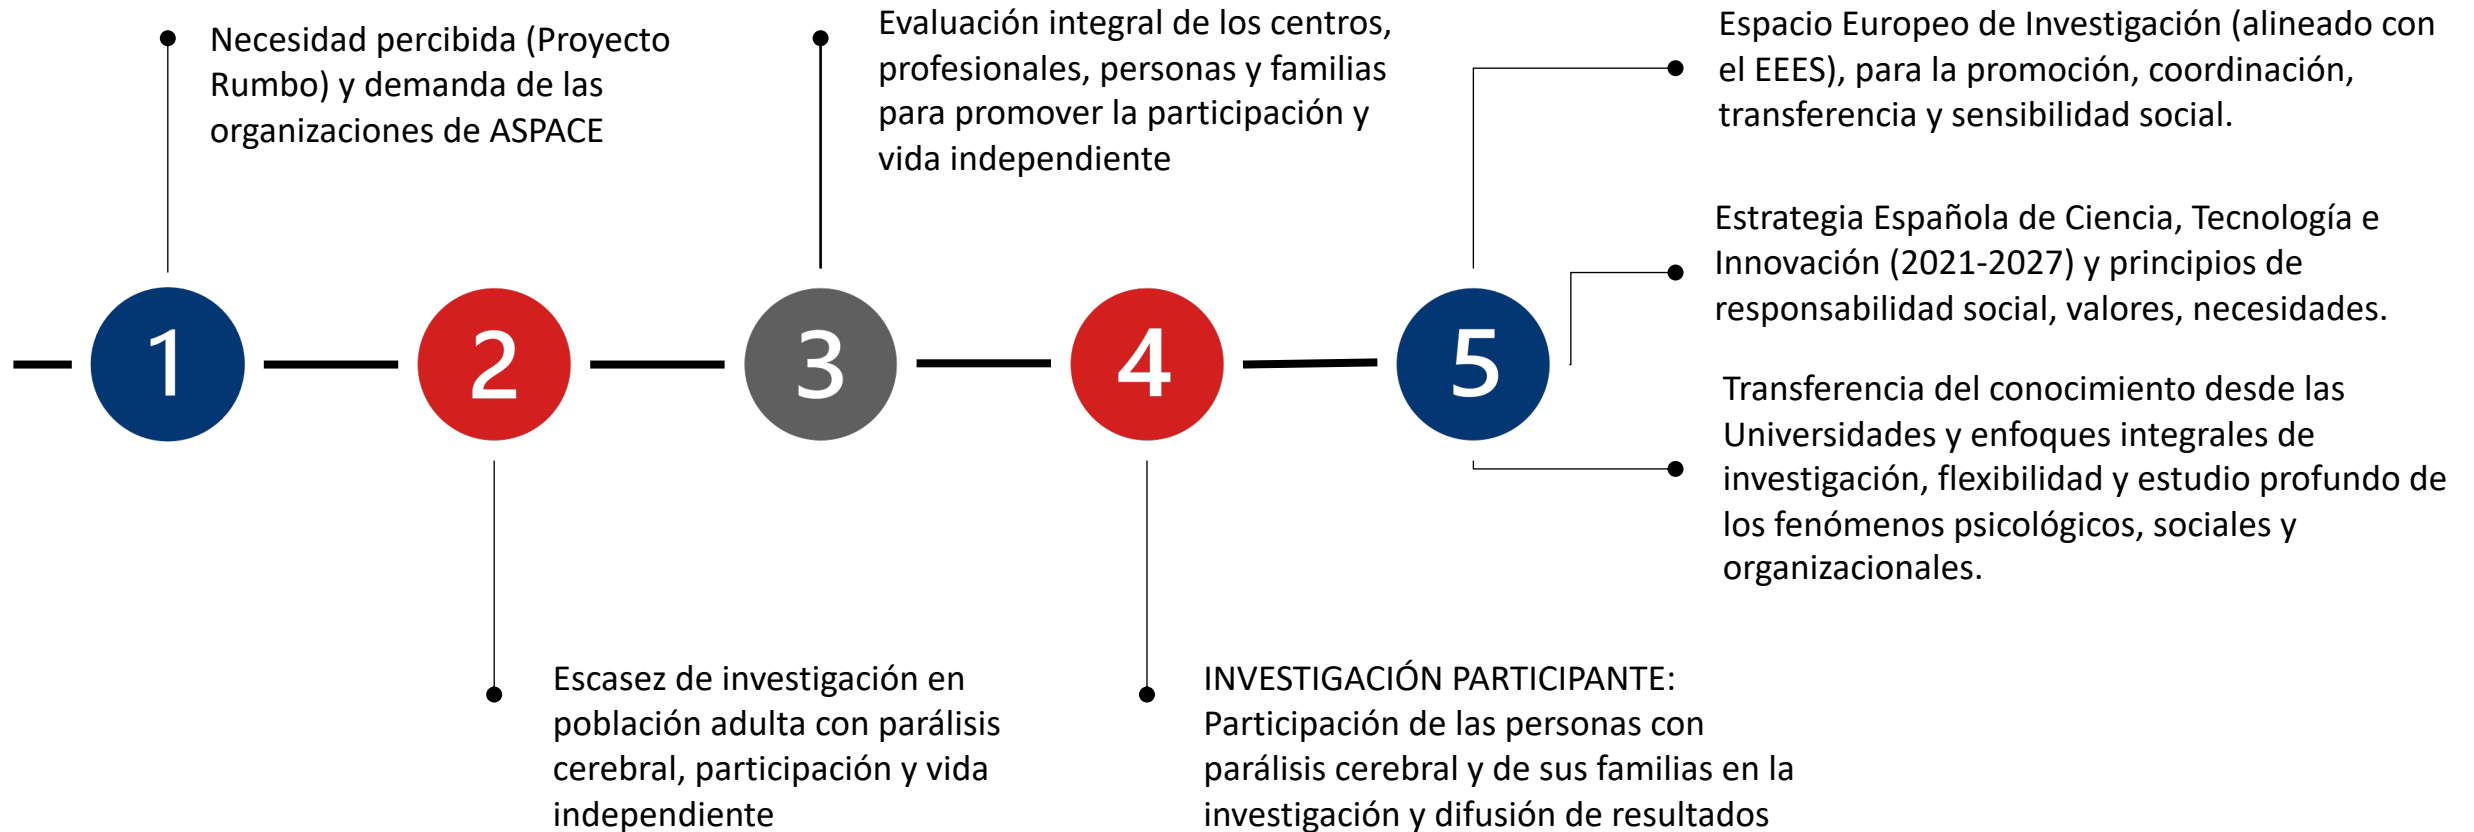 1
Necesidad percibida (Proyecto
Rumbo) y demanda de las
organizaciones de ASPACE
2
Escasez de investigación en
población adulta con parálisis
cerebral, participación y vida
independiente
3
Evaluación integral de los centros,
profesionales, personas y familias
para promover la participación y
vida independiente
4
INVESTIGACIÓN PARTICIPANTE:
Participación de las personas con
parálisis cerebral y de sus familias en la
investigación y difusión de resultados
5
Espacio Europeo de Investigación (alineado con
el EEES), para la promoción, coordinación,
transferencia y sensibilidad social.
Estrategia Española de Ciencia, Tecnología e
Innovación (2021-2027) y principios de
responsabilidad social, valores, necesidades.
Transferencia del conocimiento desde las
Universidades y enfoques integrales de
investigación, flexibilidad y estudio profundo de
los fenómenos psicológicos, sociales y
organizacionales.